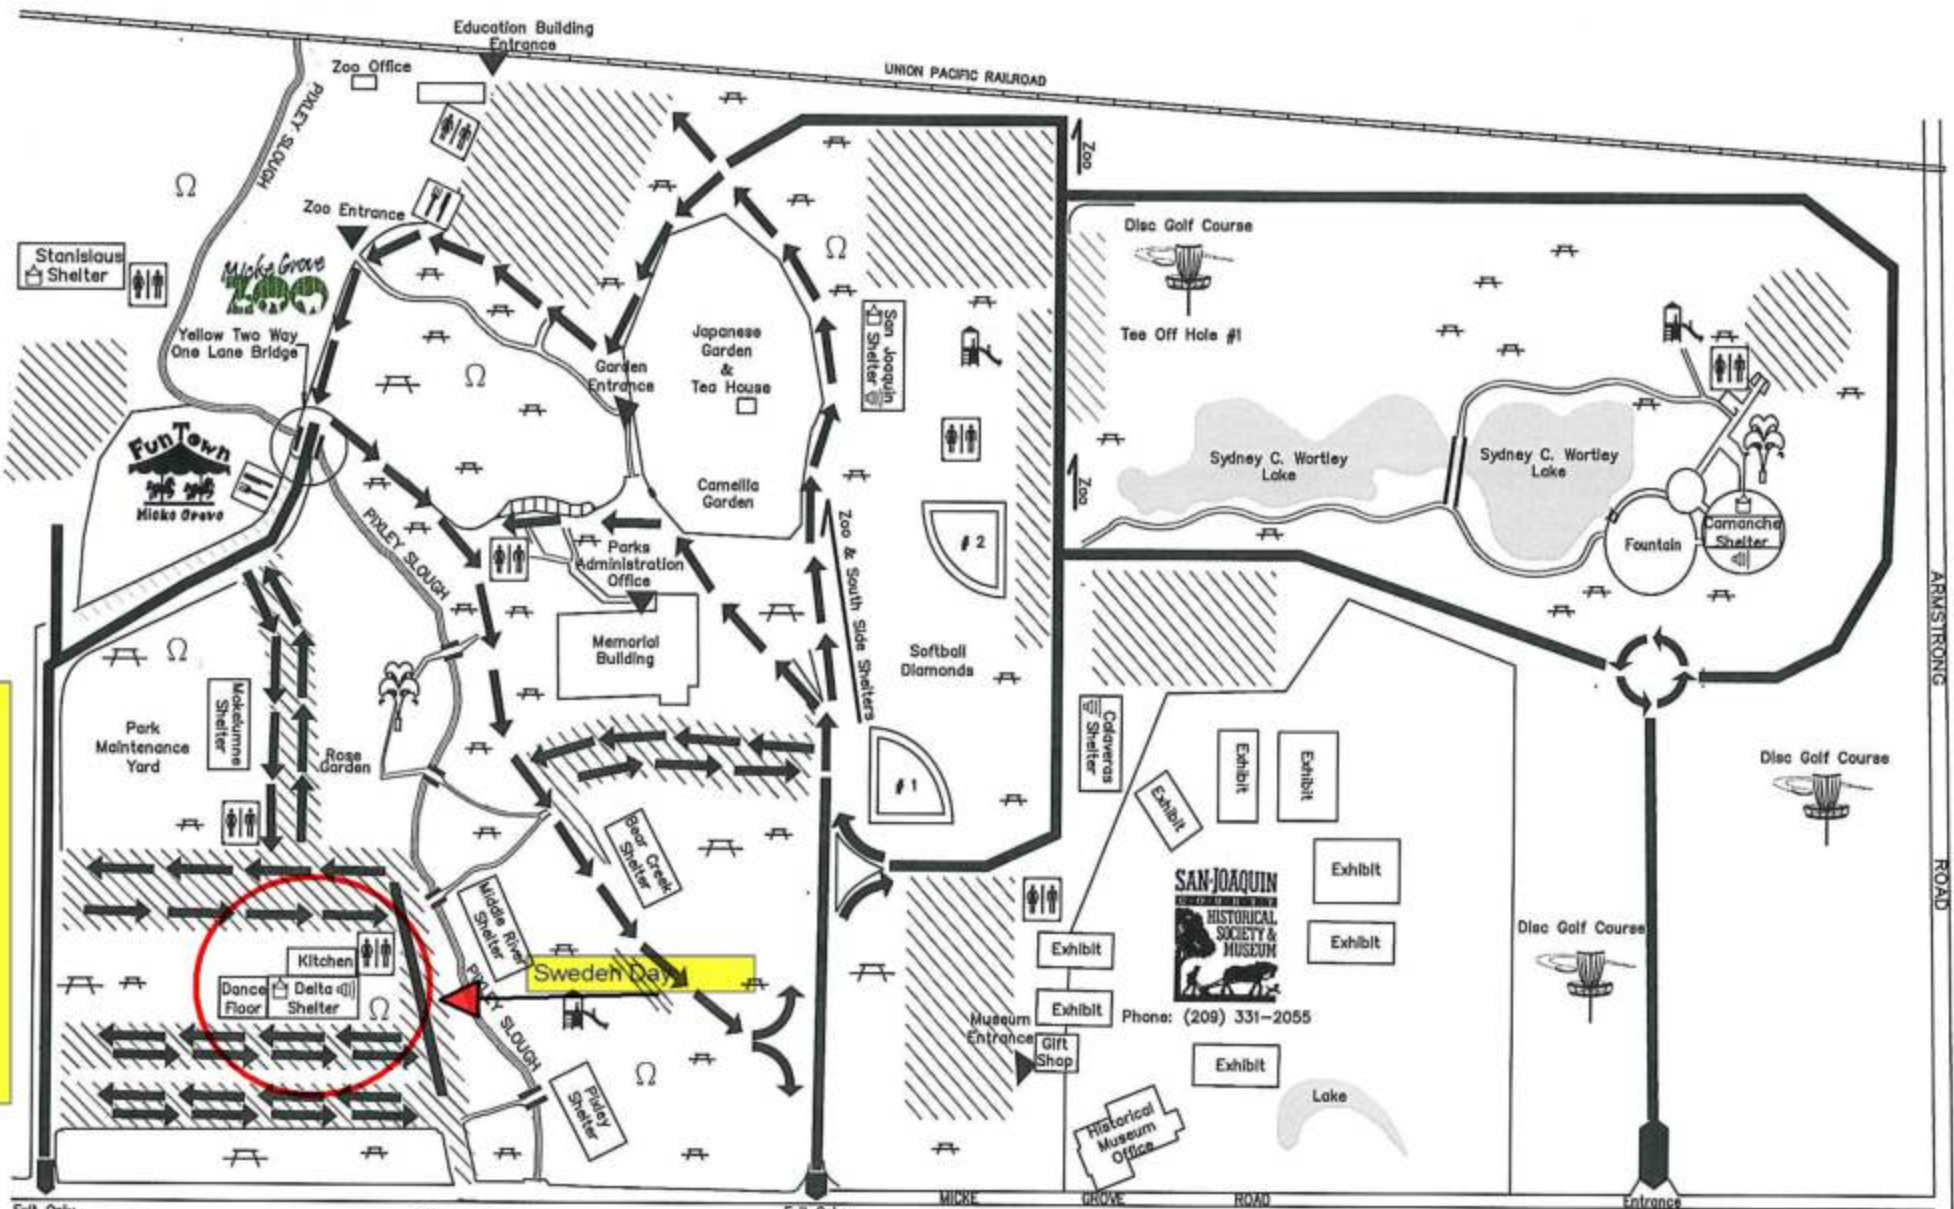 Education Building
Entrance
Zoo Office
UNION PACIFIC RAILROAD
PIXLEY SLOUGH
Zoo
Zoo Entrance
Stanislaus
Shelter
Micke Grove
ZOO
Yellow Two Way
One Lane Bridge
Garden
Entrance
Japanese
Garden
&
Tea House
San Joaquin
Shelter
Disc Golf Course
Tee Off Hole #1
FunTown
Micke Grove
Camellia
Garden
Zoo
Sydney C. Wortley
Lake
Sydney C. Wortley
Lake
Camanche
Shelter
Fountain
PIXLEY SLOUGH
Parks
Administration
Office
Zoo & South Side Shelters
# 2
Memorial
Building
Softball
Diamonds
ARMSTRONG
ROAD
Park
Maintenance
Yard
Mokelumne
Shelter
Rose
Garden
# 1
Calaveras
Shelter
Exhibit
Exhibit
Exhibit
Disc Golf Course
Bear Creek
Shelter
Middle River
Shelter
Exhibit
SAN JOAQUIN
COUNTY
HISTORICAL
SOCIETY &
MUSEUM
Phone: (209) 331-2055
Exhibit
Exhibit
Exhibit
Exhibit
Disc Golf Course
Kitchen
Dance
Floor
Delta
Shelter
Sweden Day
PIXLEY SLOUGH
Museum
Entrance
Gift
Shop
Pixley
Shelter
Historical
Museum
Office
Lake
MICKE GROVE ROAD
Entrance